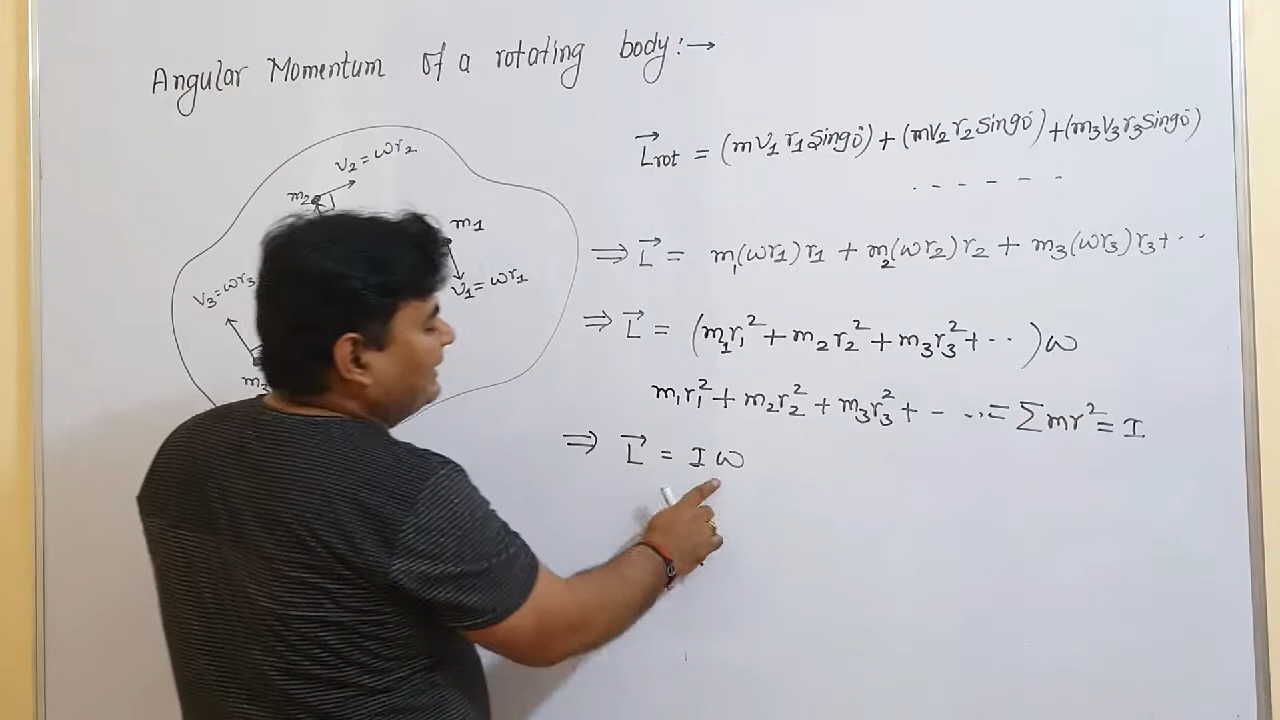 Angular Momentum of a rotating body:→
L⃗rot = (mv1 r1 Sin90°) + (mv2 r2 Sin90°) + (m3v3r3 Sin90°)
- - - - - -
⇒ L⃗ = m1(ωr1)r1 + m2(ωr2)r2 + m3(ωr3)r3 + ..
⇒ L⃗ = (m1r1² + m2r2² + m3r3² + ..)ω
m1r1² + m2r2² + m3r3² + - ... = Σmr² = I
⇒ L⃗ = Iω
v2 = ωr2
m2
m1
v1 = ωr1
v3 = ωr3
m3